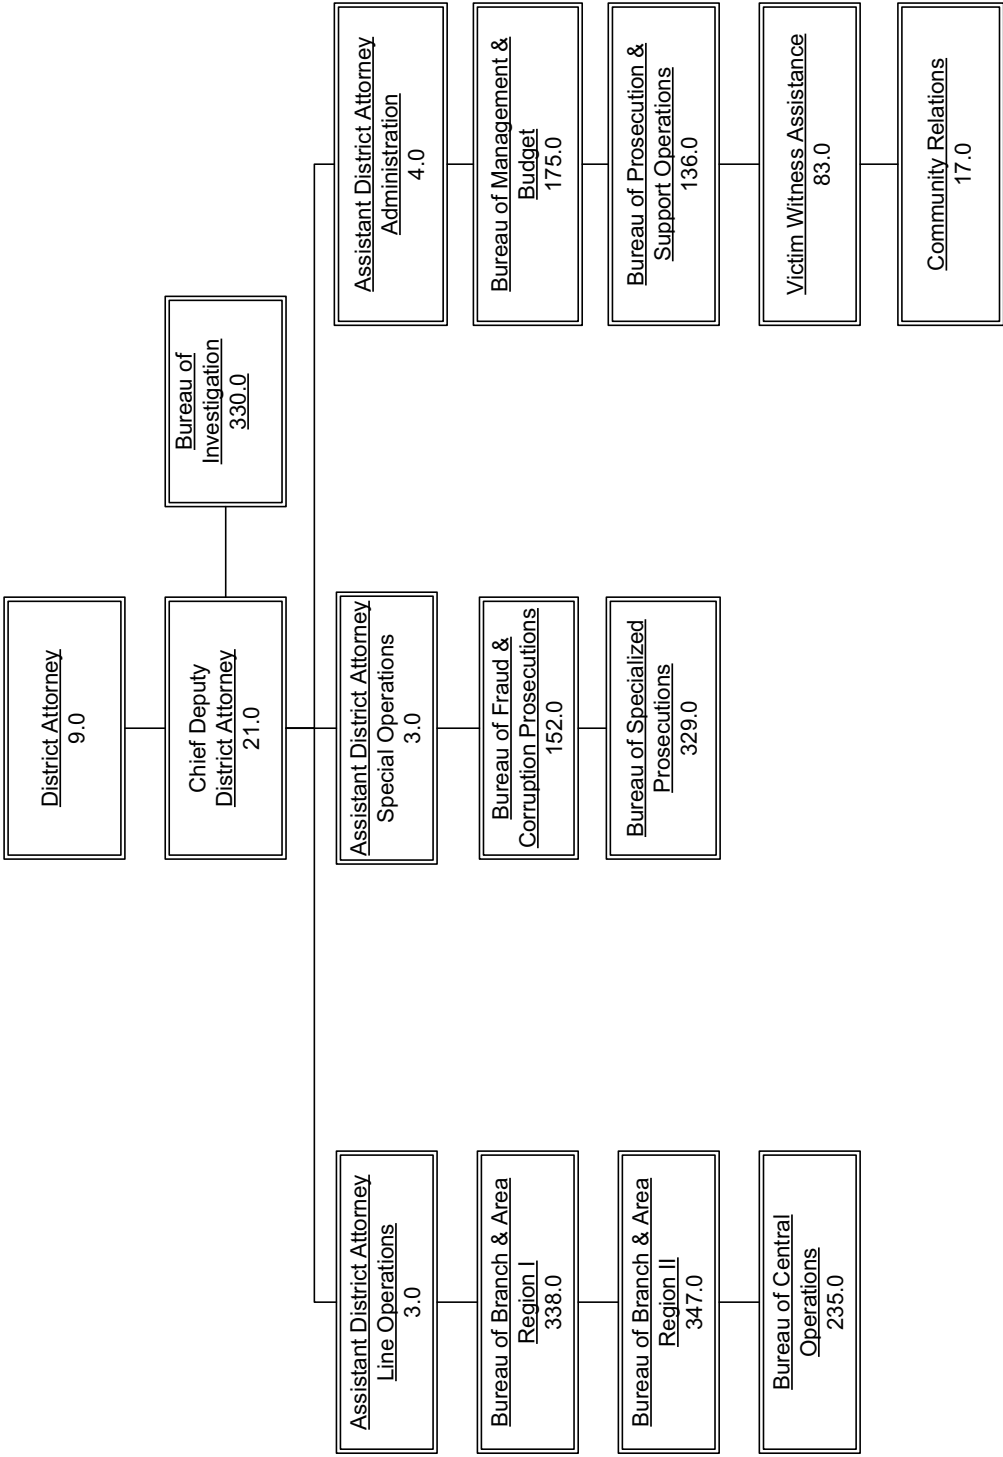 District Attorney
9.0
Chief Deputy
District Attorney
21.0
Bureau of
Investigation
330.0
Assistant District Attorney
Line Operations
3.0
Bureau of Branch & Area
Region I
338.0
Bureau of Branch & Area
Region II
347.0
Bureau of Central
Operations
235.0
Assistant District Attorney
Special Operations
3.0
Bureau of Fraud &
Corruption Prosecutions
152.0
Bureau of Specialized
Prosecutions
329.0
Assistant District Attorney
Administration
4.0
Bureau of Management &
Budget
175.0
Bureau of Prosecution &
Support Operations
136.0
Victim Witness Assistance
83.0
Community Relations
17.0